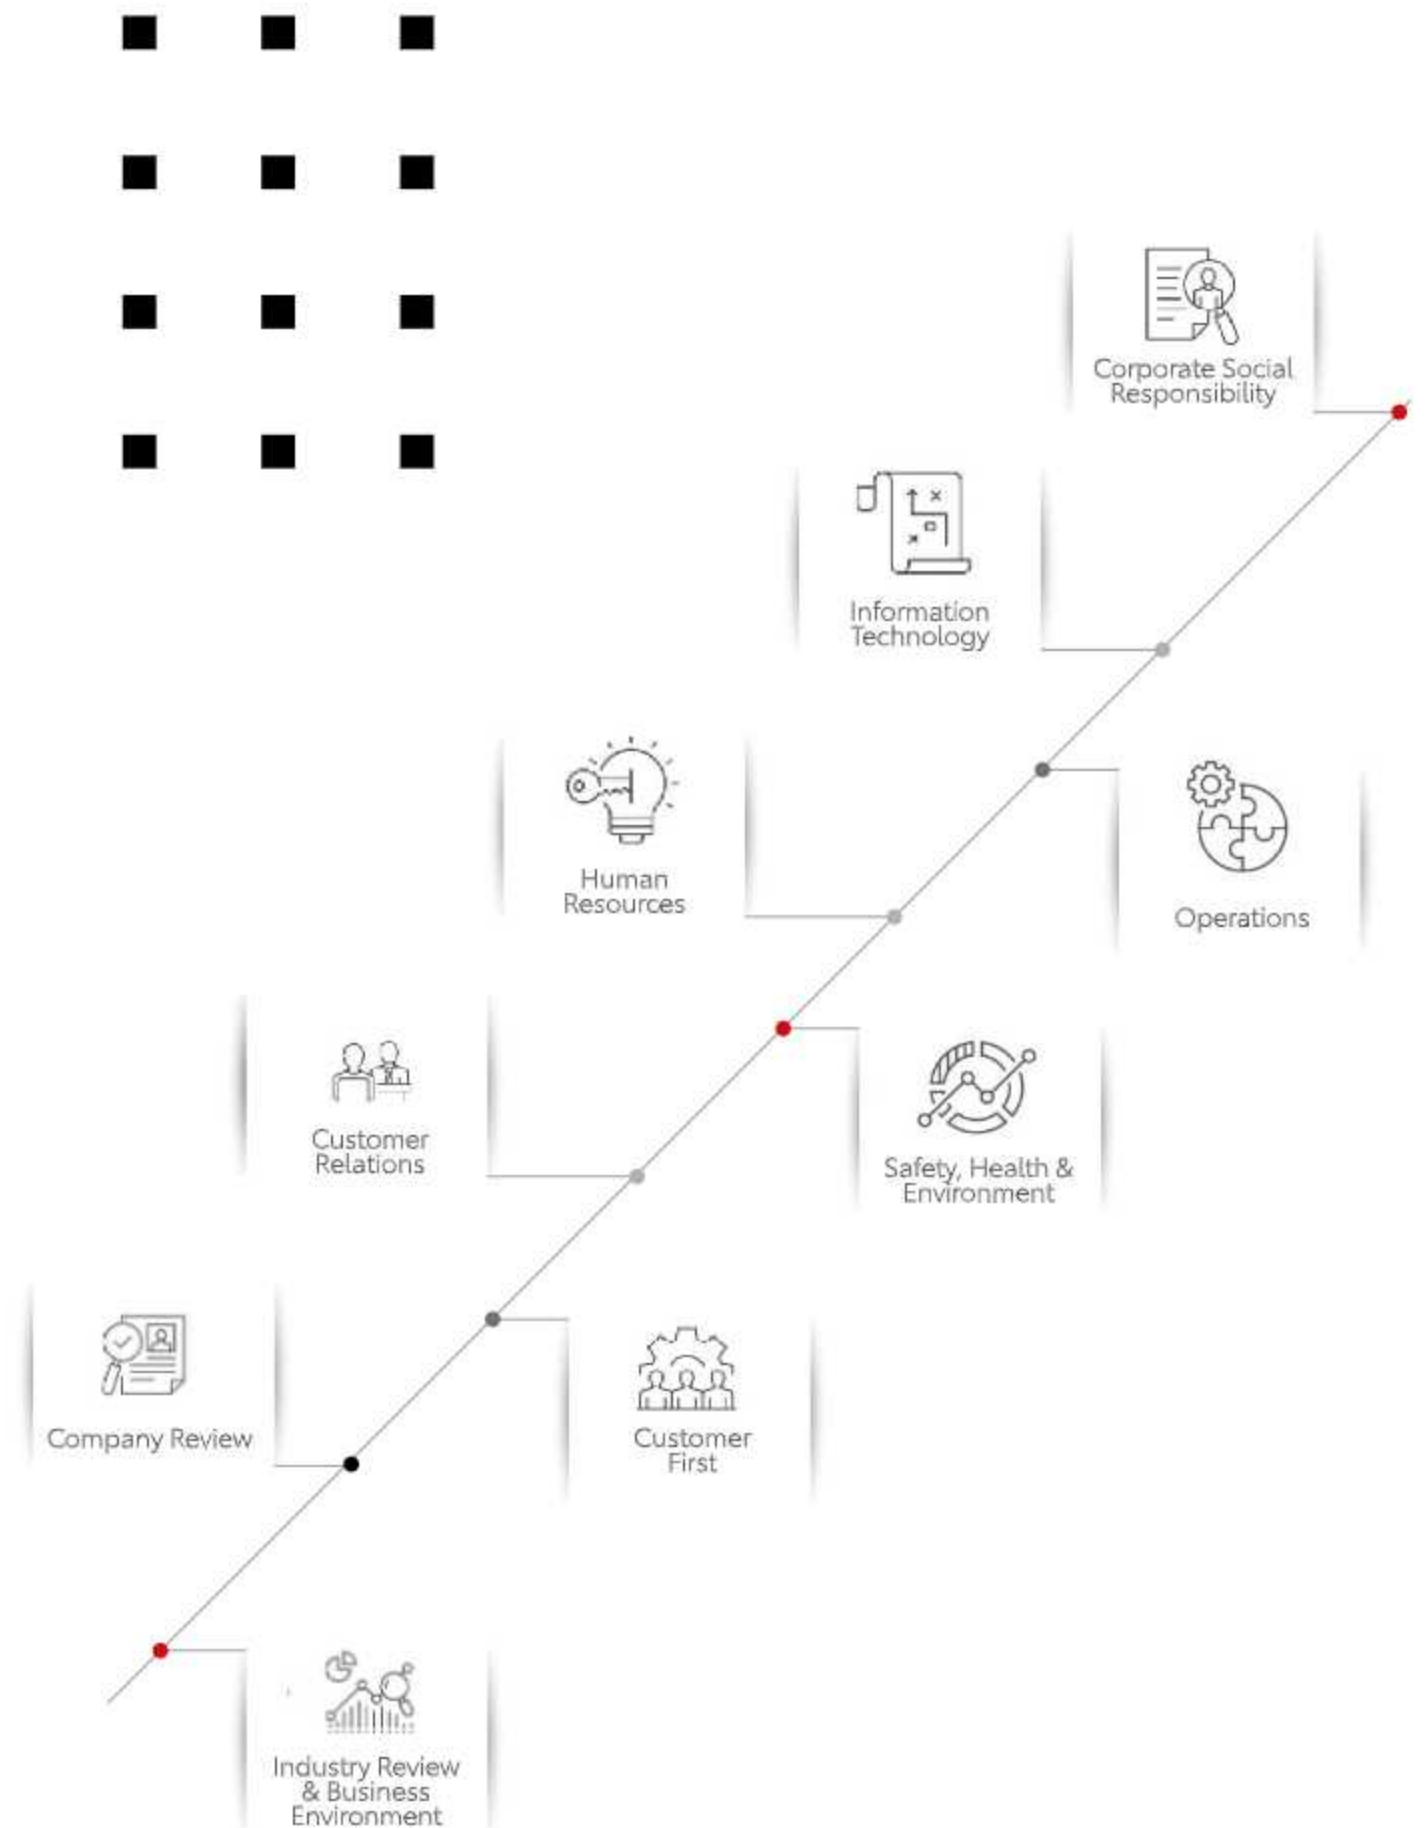 Corporate Social
Responsibility
Information
Technology
Human
Resources
Operations
Customer
Relations
Safety, Health &
Environment
Company Review
Customer
First
Industry Review
& Business
Environment